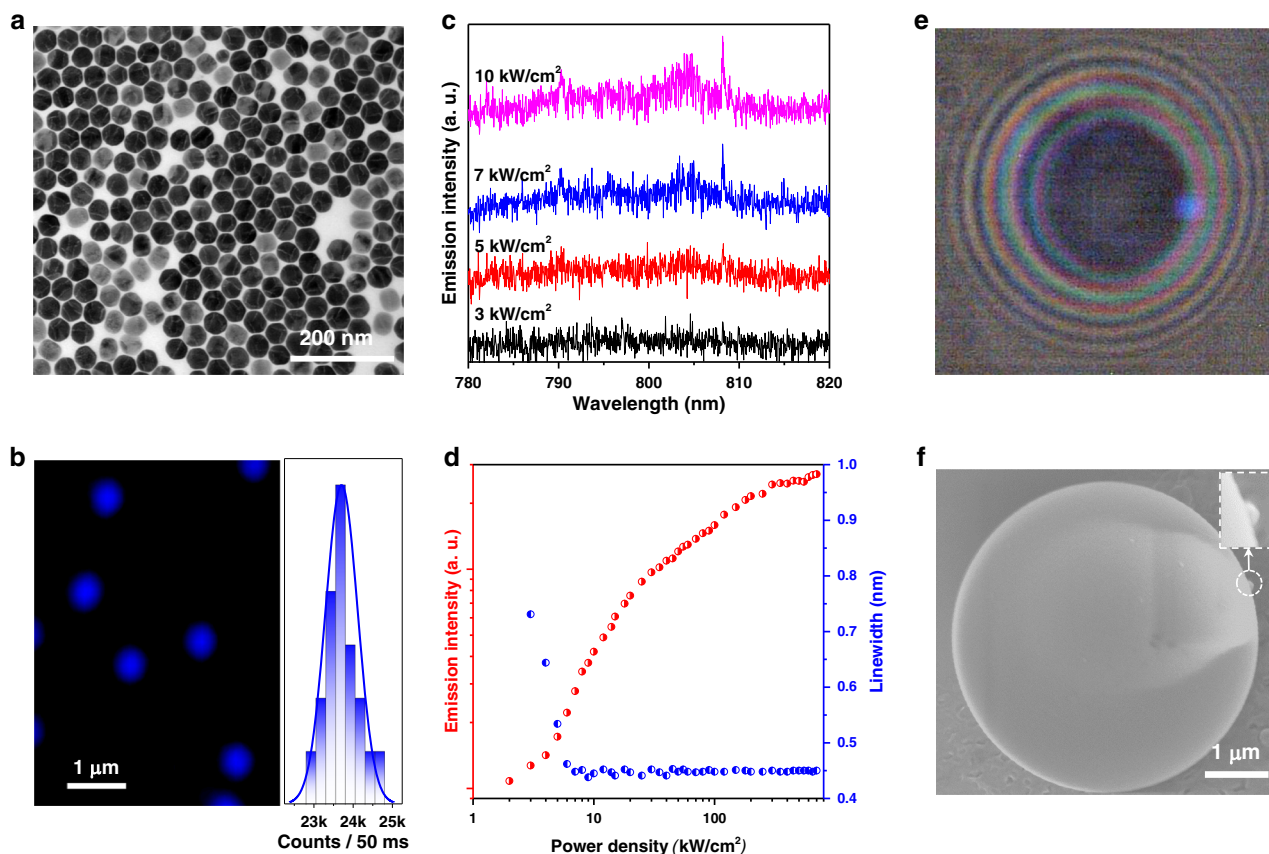 a
200 nm
b
1 μm
23k 24k 25k
Counts / 50 ms
c
Emission intensity (a. u.)
10 kW/cm²
7 kW/cm²
5 kW/cm²
3 kW/cm²
780 790 800 810 820
Wavelength (nm)
d
Emission intensity (a. u.)
1.0
0.9
0.8
0.7
0.6
0.5
0.4
Linewidth (nm)
1 10 100
Power density (kW/cm²)
e
f
1 μm